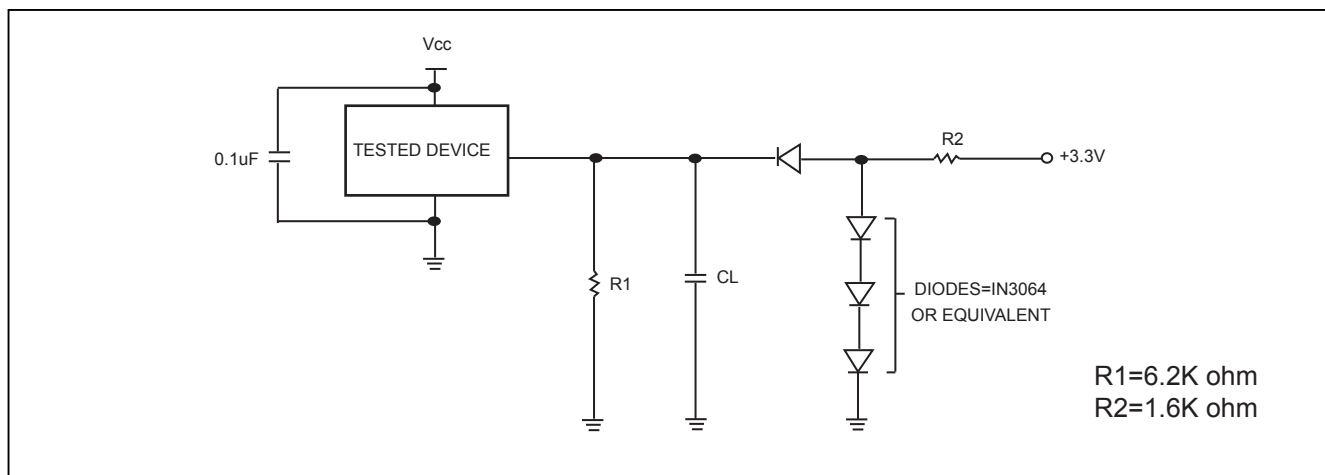 Vcc
0.1uF
TESTED DEVICE
R2
+3.3V
R1
CL
DIODES=IN3064
OR EQUIVALENT
R1=6.2K ohm
R2=1.6K ohm